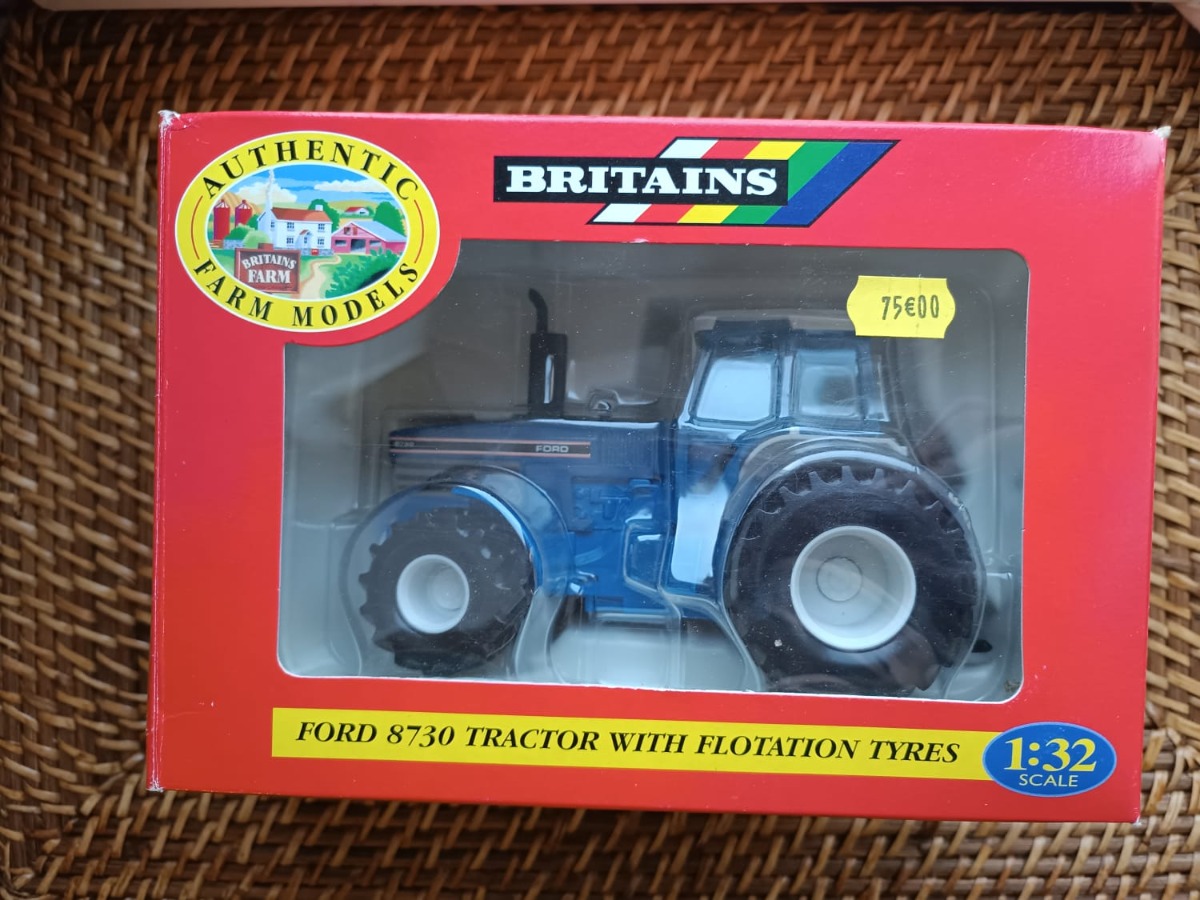 AUTHENTIC
FARM MODELS
BRITAINS
FARM
BRITAINS
75€00
FORD
FORD 8730 TRACTOR WITH FLOTATION TYRES
1:32
SCALE